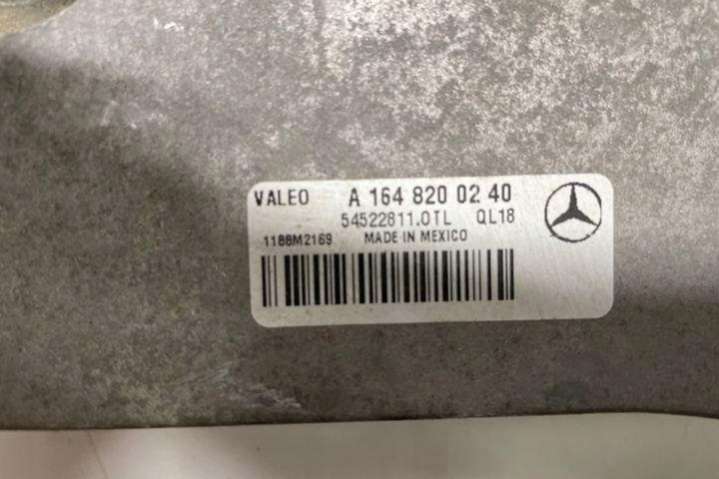 VALEO A 164 820 02 40
54522811.0TL QL18
1188M2169 MADE IN MEXICO